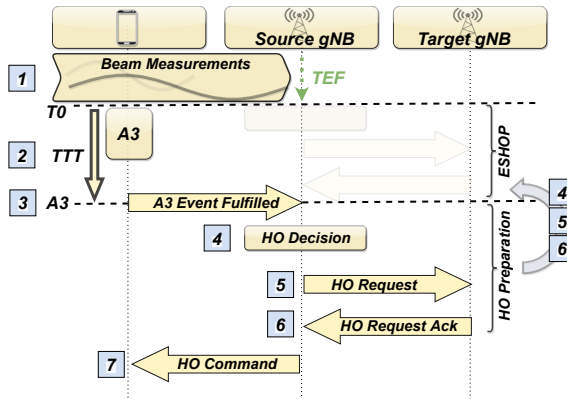 Source gNB
Target gNB
1
Beam Measurements
TEF
T0
A3
2
TTT
ESHOP
3
A3
A3 Event Fulfilled
4
5
6
4
HO Decision
HO Preparation
5
HO Request
6
HO Request Ack
7
HO Command